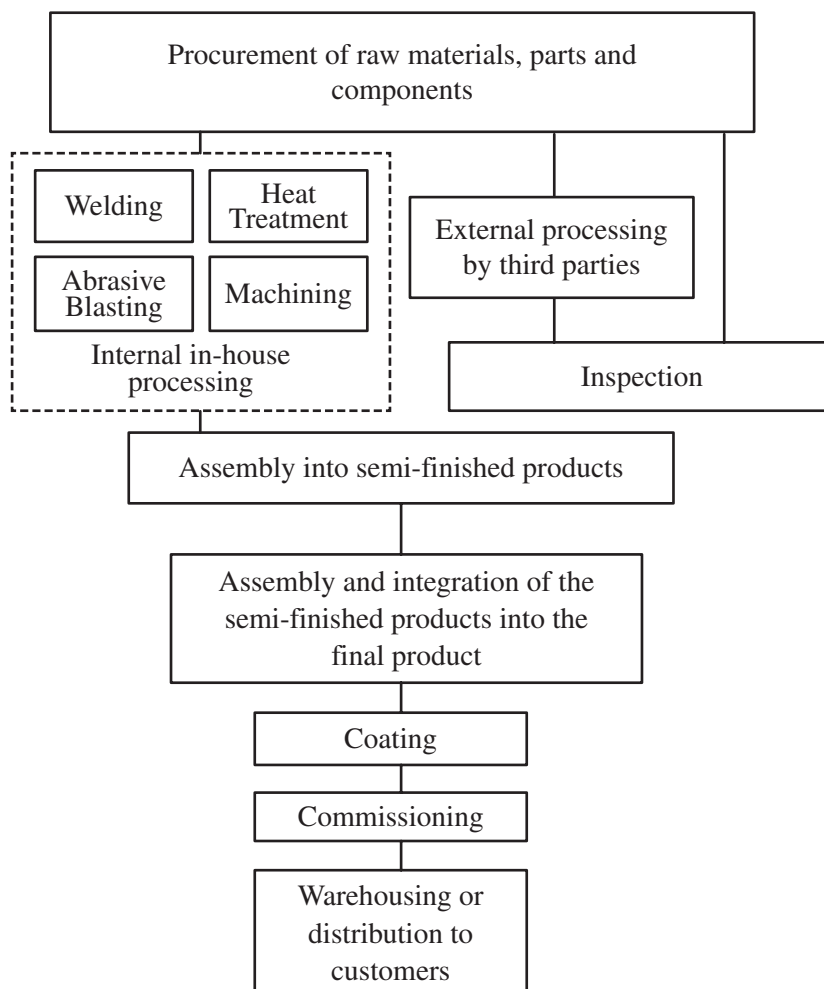 Procurement of raw materials, parts and
components
Welding
Heat
Treatment
Abrasive
Blasting
Machining
Internal in-house
processing
External processing
by third parties
Inspection
Assembly into semi-finished products
Assembly and integration of the
semi-finished products into the
final product
Coating
Commissioning
Warehousing or
distribution to
customers